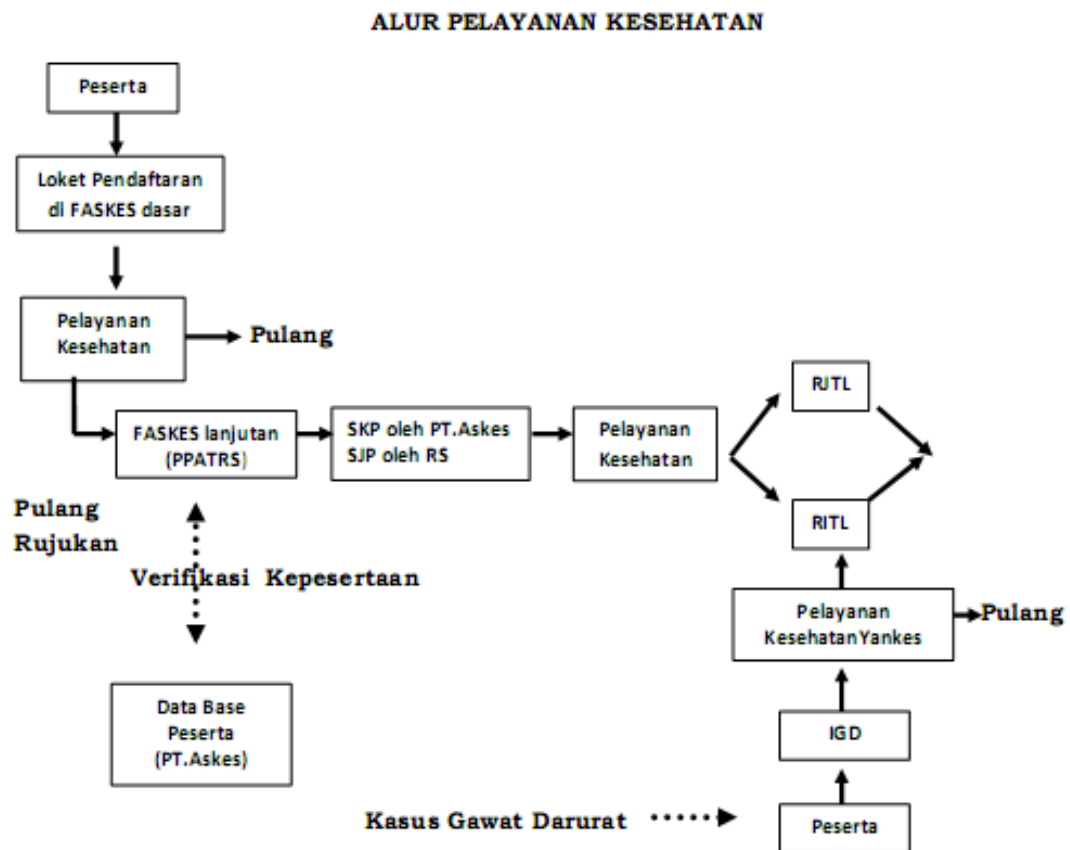 ALUR PELAYANAN KESEHATAN
Peserta
Loket Pendaftaran
di FASKES dasar
Pelayanan
Kesehatan
Pulang
RJTL
FASKES lanjutan
(PPATRS)
SKP oleh PT.Askes
SJP oleh RS
Pelayanan
Kesehatan
Pulang
Rujukan
RITL
Verifikasi Kepesertaan
Pelayanan
KesehatanYankes
Pulang
Data Base
Peserta
(PT.Askes)
IGD
Kasus Gawat Darurat
Peserta